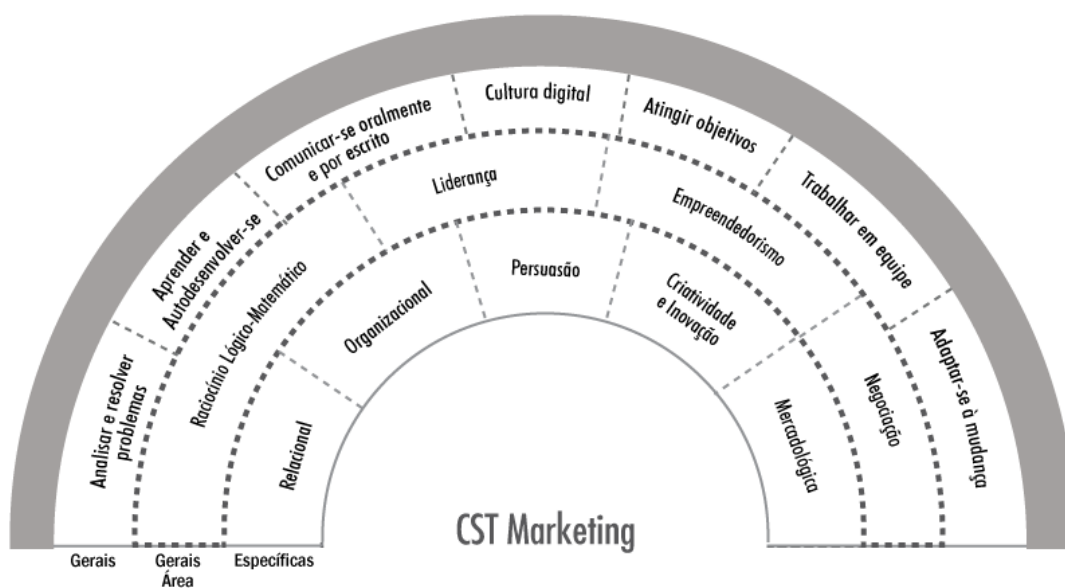 Analisar e resolver
problemas
Aprender e
Autodesenvolver-se
Comunicar-se oralmente
e por escrito
Cultura digital
Atingir objetivos
Trabalhar em equipe
Adaptar-se à mudança
Raciocínio Lógico-Matemático
Liderança
Empreendedorismo
Negociação
Relacional
Organizacional
Persuasão
Criatividade
e Inovação
Mercadológica
CST Marketing
Gerais
Gerais
Área
Específicas